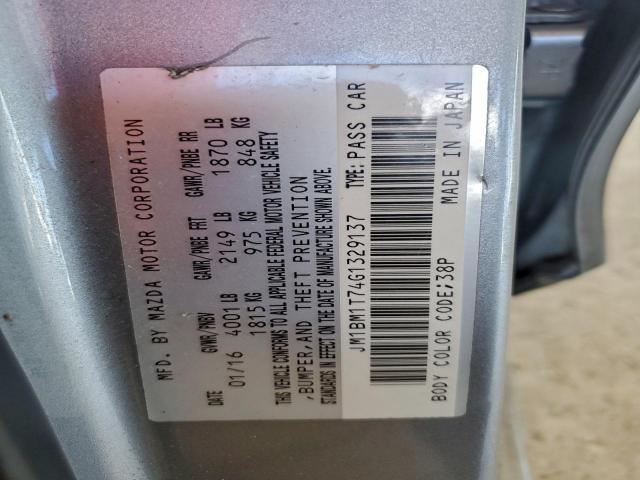 MFD. BY MAZDA MOTOR CORPORATION
DATE GVWR/PNBV GAWR/PNBE FRT GAWR/PNBE RR
01/16 4001 LB 2149 LB 1870 LB
1815 KG 975 KG 848 KG
THIS VEHICLE CONFORMS TO ALL APPLICABLE FEDERAL MOTOR VEHICLE SAFETY
,BUMPER,AND THEFT PREVENTION
STANDARDS IN EFFECT ON THE DATE OF MANUFACTURE SHOWN ABOVE.
JM1BM1T74G1329137 TYPE: PASS CAR
BODY COLOR CODE;38P MADE IN JAPAN